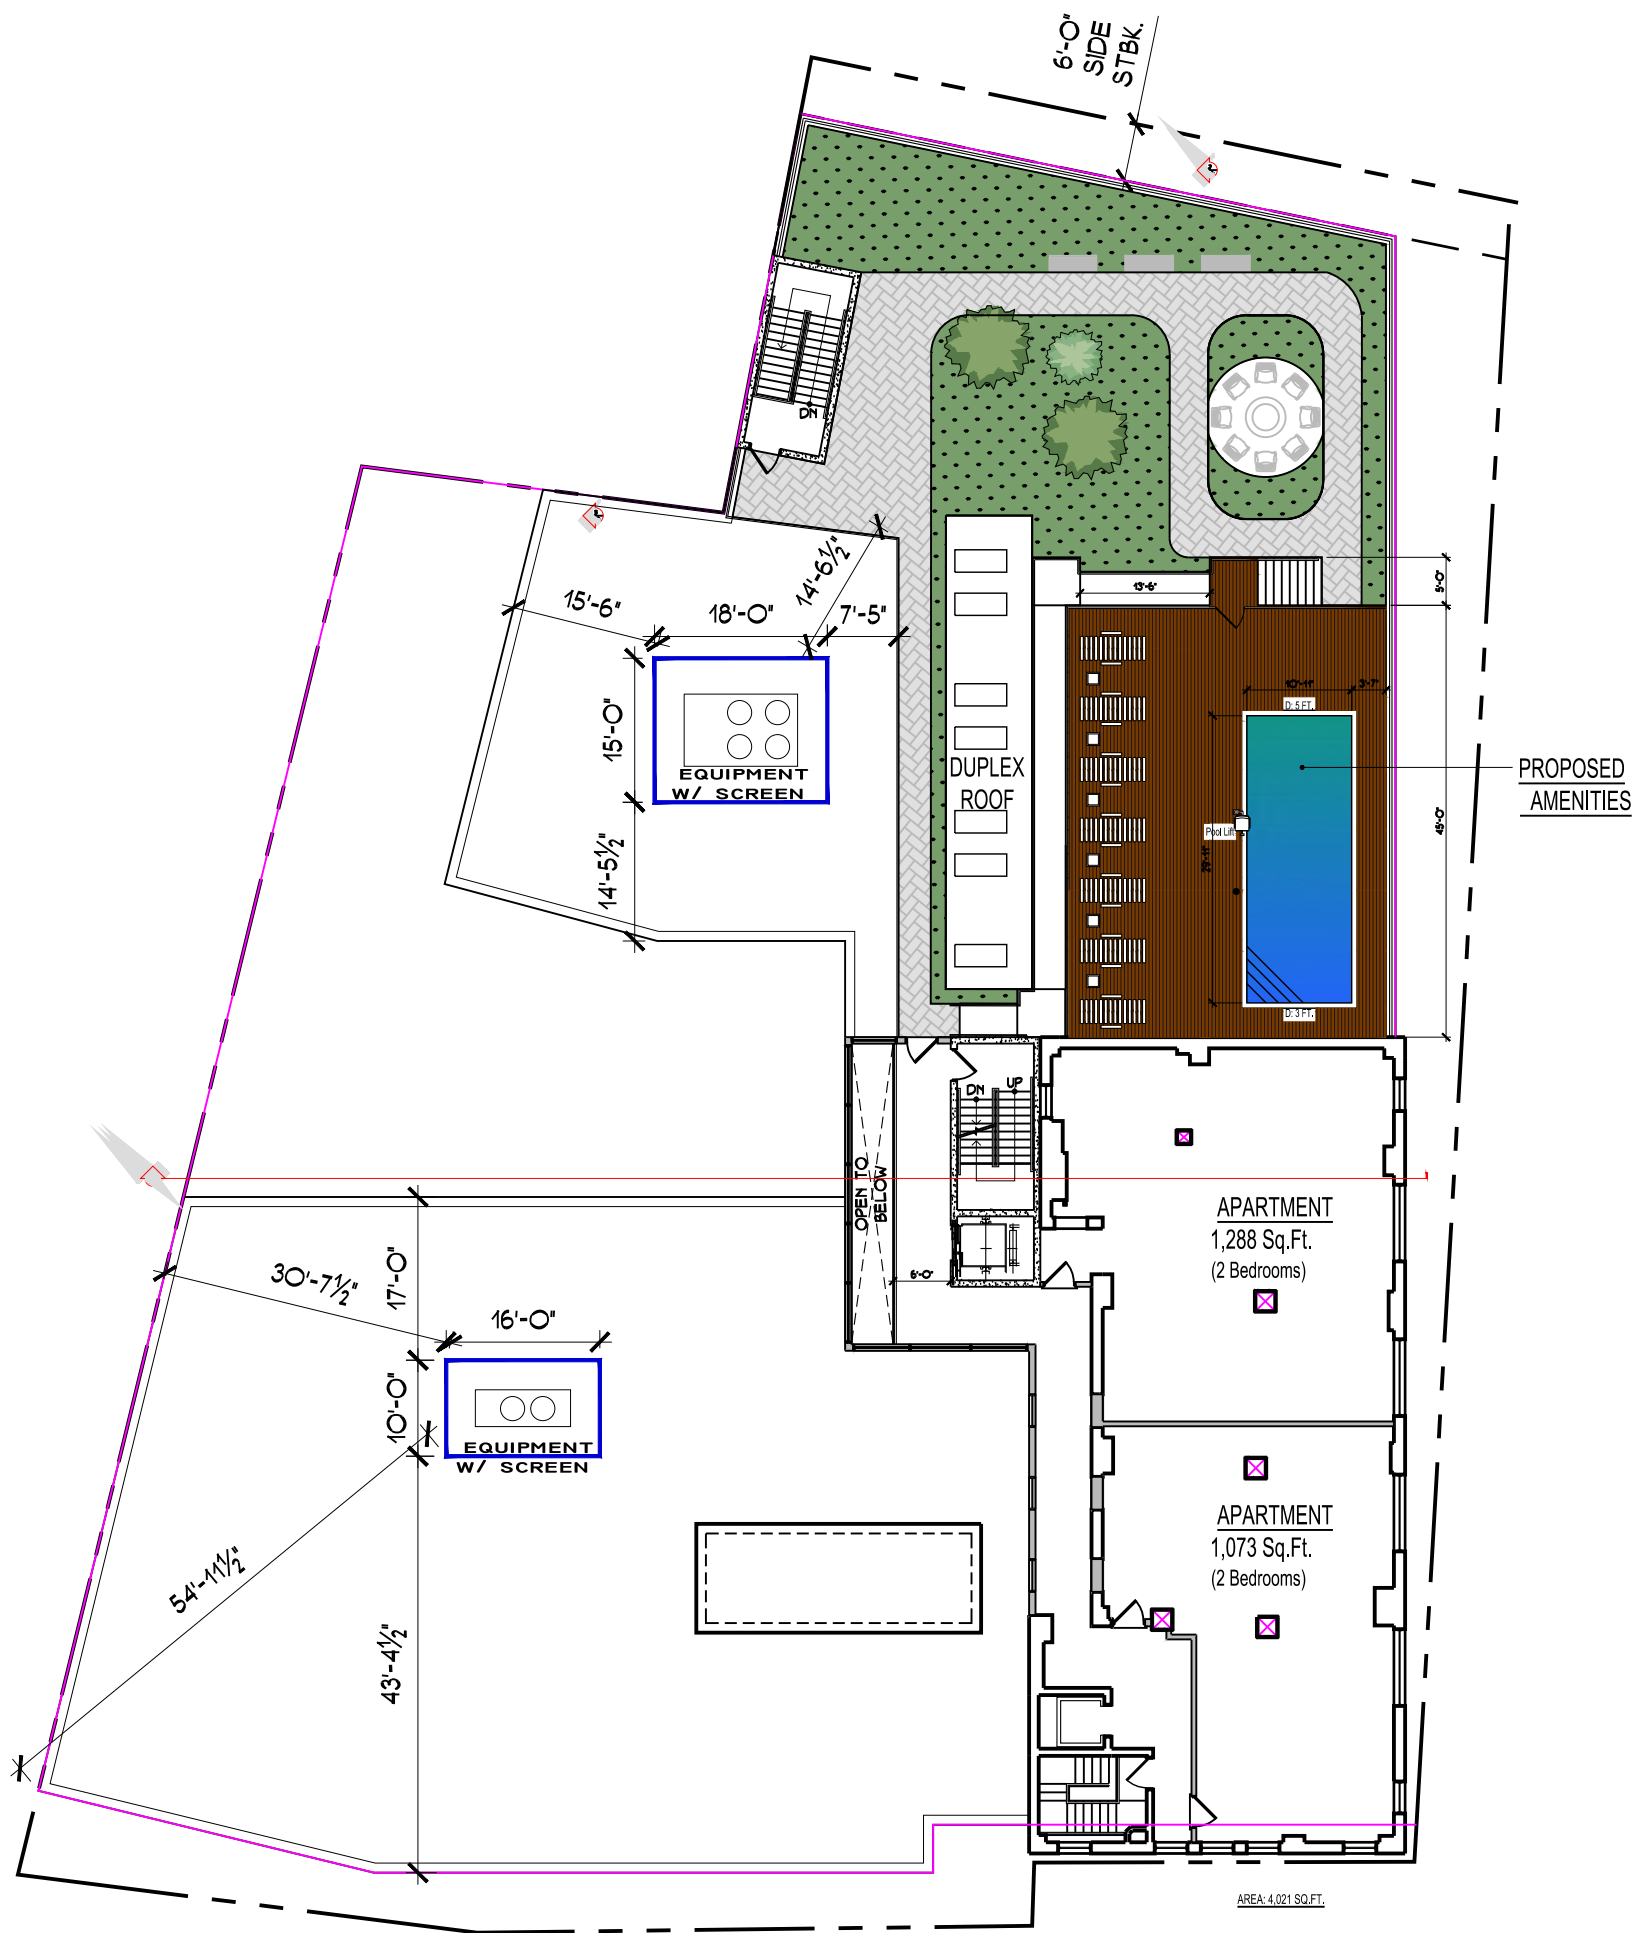 6'-0"
SIDE
STBK.
DN
15'-6"
18'-0"
14'-6½"
7'-5"
13'-6"
5'-0"
10'-11"
3'-7"
D: 5 FT.
15'-0"
EQUIPMENT
W/ SCREEN
DUPLEX
ROOF
PROPOSED
AMENITIES
Pool Lift
45'-0"
29'-11"
14'-5½"
D: 3 FT.
DN
UP
OPEN TO
BELOW
APARTMENT
1,288 Sq.Ft.
(2 Bedrooms)
6'-0"
30'-7½"
17'-0"
16'-0"
10'-0"
EQUIPMENT
W/ SCREEN
APARTMENT
1,073 Sq.Ft.
(2 Bedrooms)
54'-11½"
43'-4½"
AREA: 4,021 SQ.FT.